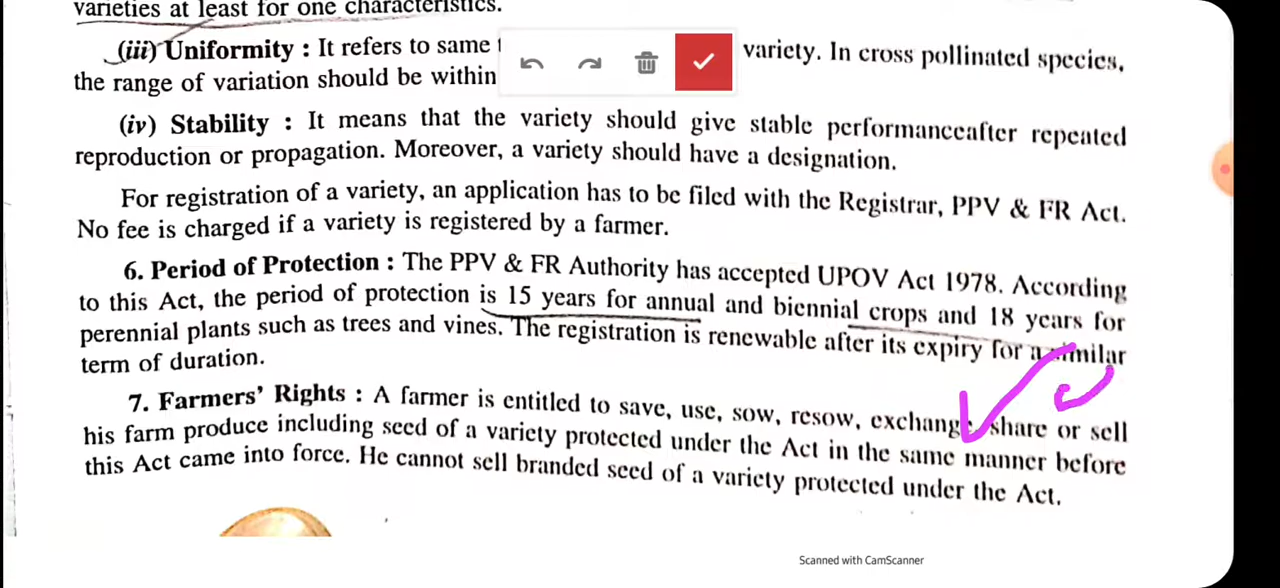 varieties at least for one characteristics.
(iii) Uniformity : It refers to same variety. In cross pollinated species,
the range of variation should be within
(iv) Stability : It means that the variety should give stable performanceafter repeated
reproduction or propagation. Moreover, a variety should have a designation.
For registration of a variety, an application has to be filed with the Registrar, PPV & FR Act.
No fee is charged if a variety is registered by a farmer.
6. Period of Protection : The PPV & FR Authority has accepted UPOV Act 1978. According
to this Act, the period of protection is 15 years for annual and biennial crops and 18 years for
perennial plants such as trees and vines. The registration is renewable after its expiry for a similar
term of duration.
7. Farmers' Rights : A farmer is entitled to save, use, sow, resow, exchange share or sell
his farm produce including seed of a variety protected under the Act in the same manner before
this Act came into force. He cannot sell branded seed of a variety protected under the Act.
Scanned with CamScanner